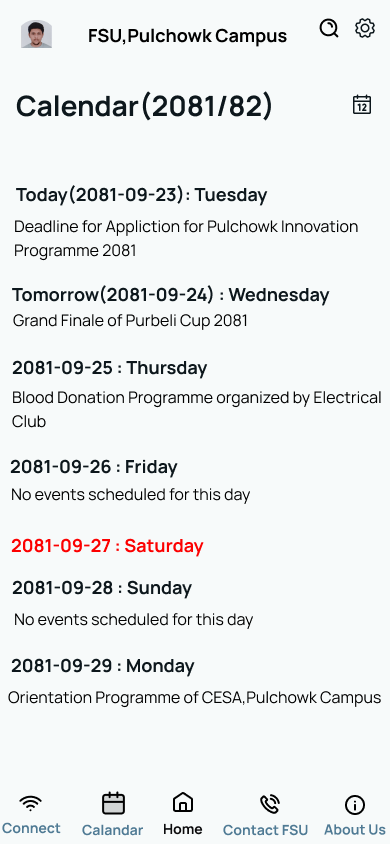 FSU,Pulchowk Campus
Calendar(2081/82)
12
Today(2081-09-23): Tuesday
Deadline for Appliction for Pulchowk Innovation
Programme 2081
Tomorrow(2081-09-24) : Wednesday
Grand Finale of Purbeli Cup 2081
2081-09-25 : Thursday
Blood Donation Programme organized by Electrical
Club
2081-09-26 : Friday
No events scheduled for this day
2081-09-27 : Saturday
2081-09-28 : Sunday
No events scheduled for this day
2081-09-29 : Monday
Orientation Programme of CESA,Pulchowk Campus
Connect Calandar Home Contact FSU About Us